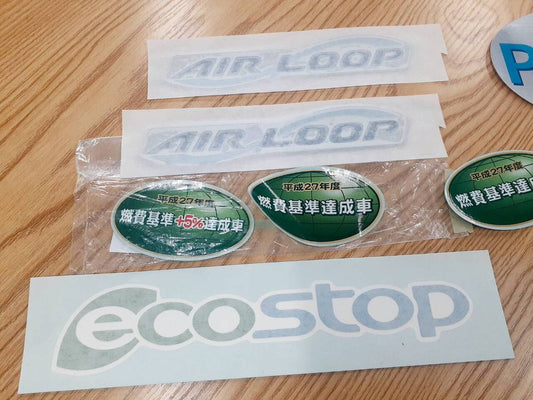 AIR LOOP
P
AIR LOOP
平成27年度
燃費基準+5%達成車
平成27年度
燃費基準達成車
平成27年度
燃費基準達成車
ecostop